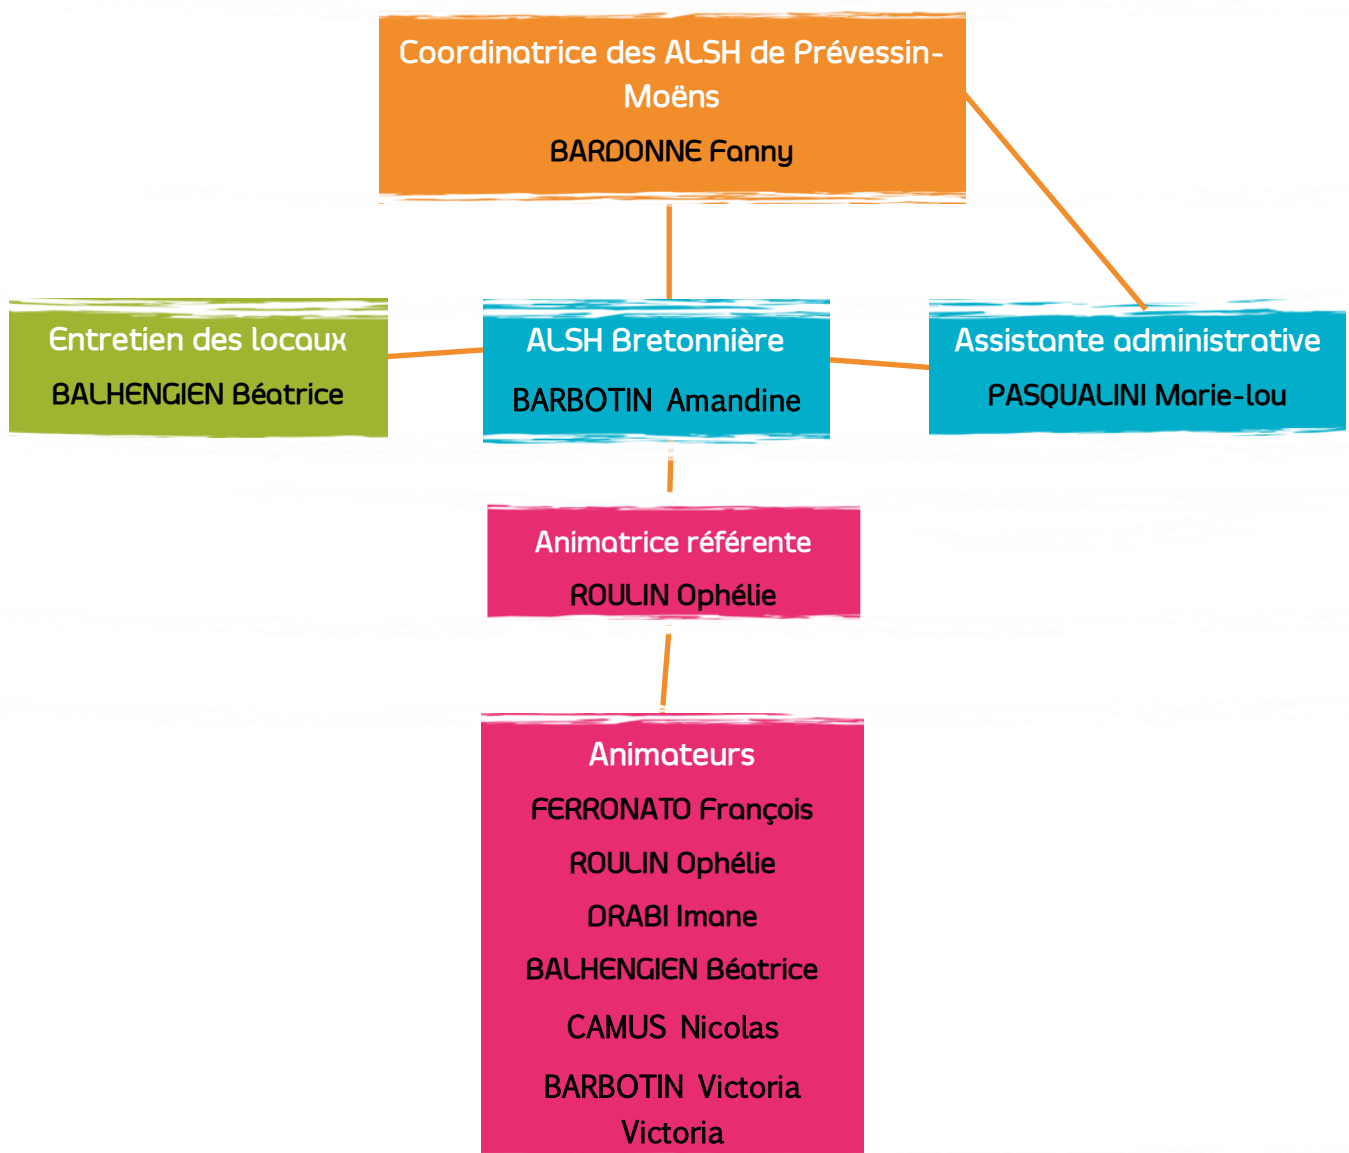 Coordinatrice des ALSH de Prévessin-
Moëns
BARDONNE Fanny
Entretien des locaux
BALHENGIEN Béatrice
ALSH Bretonnière
BARBOTIN Amandine
Assistante administrative
PASQUALINI Marie-lou
Animatrice référente
ROULIN Ophélie
Animateurs
FERRONATO François
ROULIN Ophélie
DRABI Imane
BALHENGIEN Béatrice
CAMUS Nicolas
BARBOTIN Victoria
Victoria